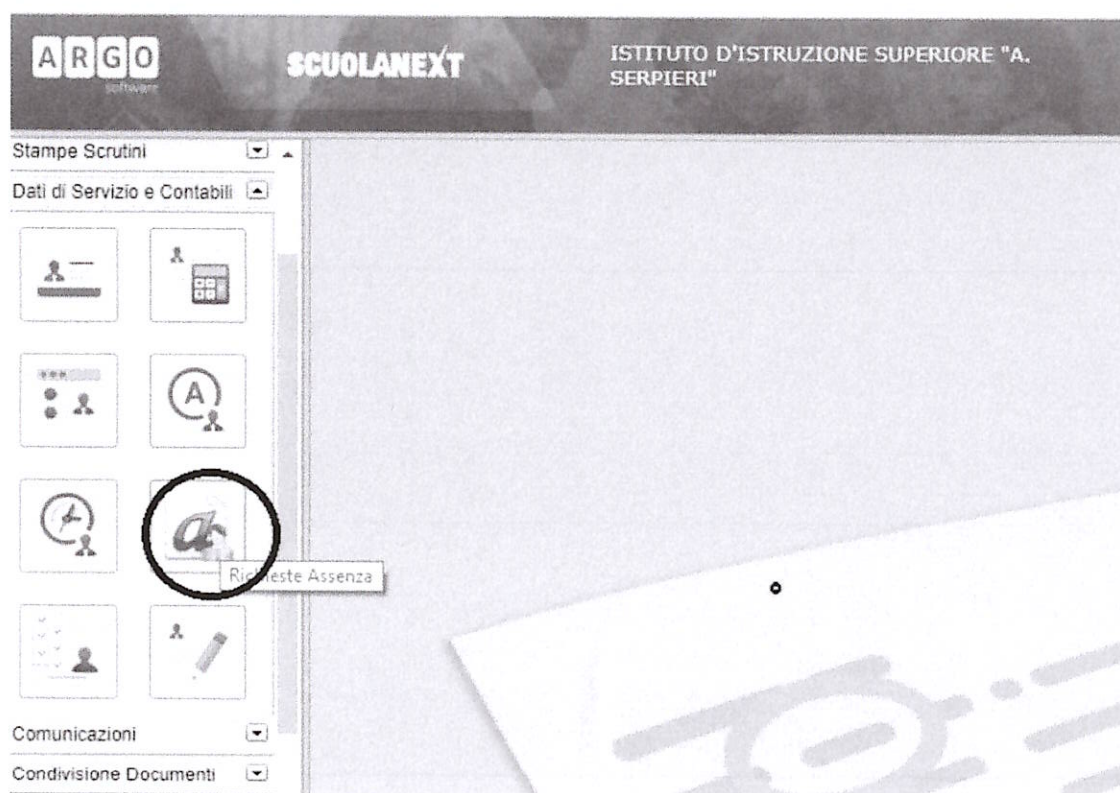 ARGO
software
SCUOLANEXT
ISTITUTO D'ISTRUZIONE SUPERIORE "A.
SERPIERI"
Stampe Scrutini
Dati di Servizio e Contabili
A
a
Richieste Assenza
Comunicazioni
Condivisione Documenti